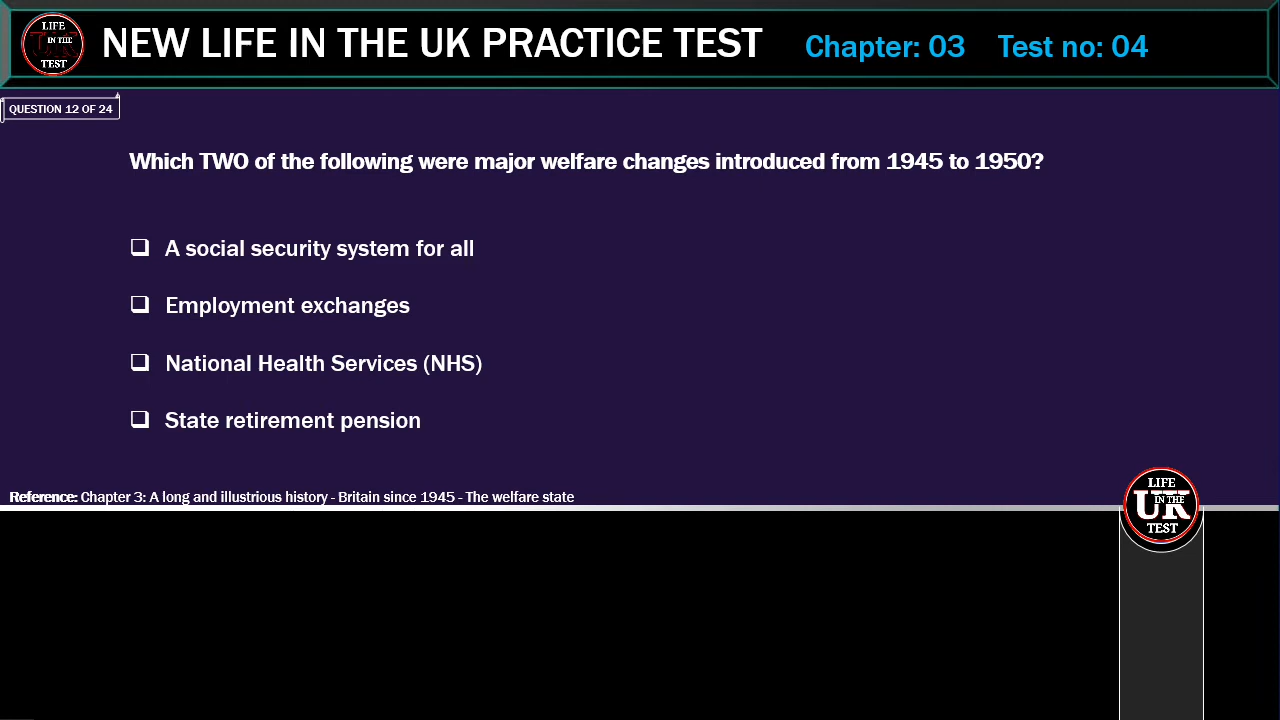 LIFE
UK
IN THE
TEST
NEW LIFE IN THE UK PRACTICE TEST
Chapter: 03
Test no: 04
QUESTION 12 OF 24
Which TWO of the following were major welfare changes introduced from 1945 to 1950?
A social security system for all
Employment exchanges
National Health Services (NHS)
State retirement pension
Reference: Chapter 3: A long and illustrious history - Britain since 1945 - The welfare state
LIFE
UK
IN THE
TEST